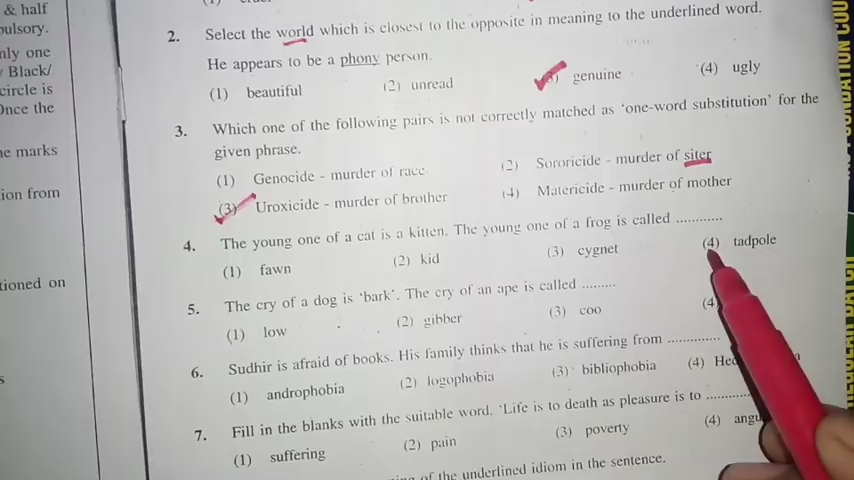 & half
pulsory.
nly one
Black/
circle is
Once the
ne marks
ion from
tioned on
s
2. Select the world which is closest to the opposite in meaning to the underlined word.
He appears to be a phony person.
(1) beautiful (2) unread (3) genuine (4) ugly
3. Which one of the following pairs is not correctly matched as 'one-word substitution' for the
given phrase.
(1) Genocide - murder of race (2) Sororicide - murder of siter
(3) Uroxicide - murder of brother (4) Matericide - murder of mother
4. The young one of a cat is a kitten. The young one of a frog is called ............
(1) fawn (2) kid (3) cygnet (4) tadpole
5. The cry of a dog is 'bark'. The cry of an ape is called .........
(1) low (2) gibber (3) coo (4)
6. Sudhir is afraid of books. His family thinks that he is suffering from ..............
(1) androphobia (2) logophobia (3) bibliophobia (4)
7. Fill in the blanks with the suitable word. 'Life is to death as pleasure is to ............
(1) suffering (2) pain (3) poverty (4) angu
of the underlined idiom in the sentence.
FOUNDATION COU
REGULAR BATCH